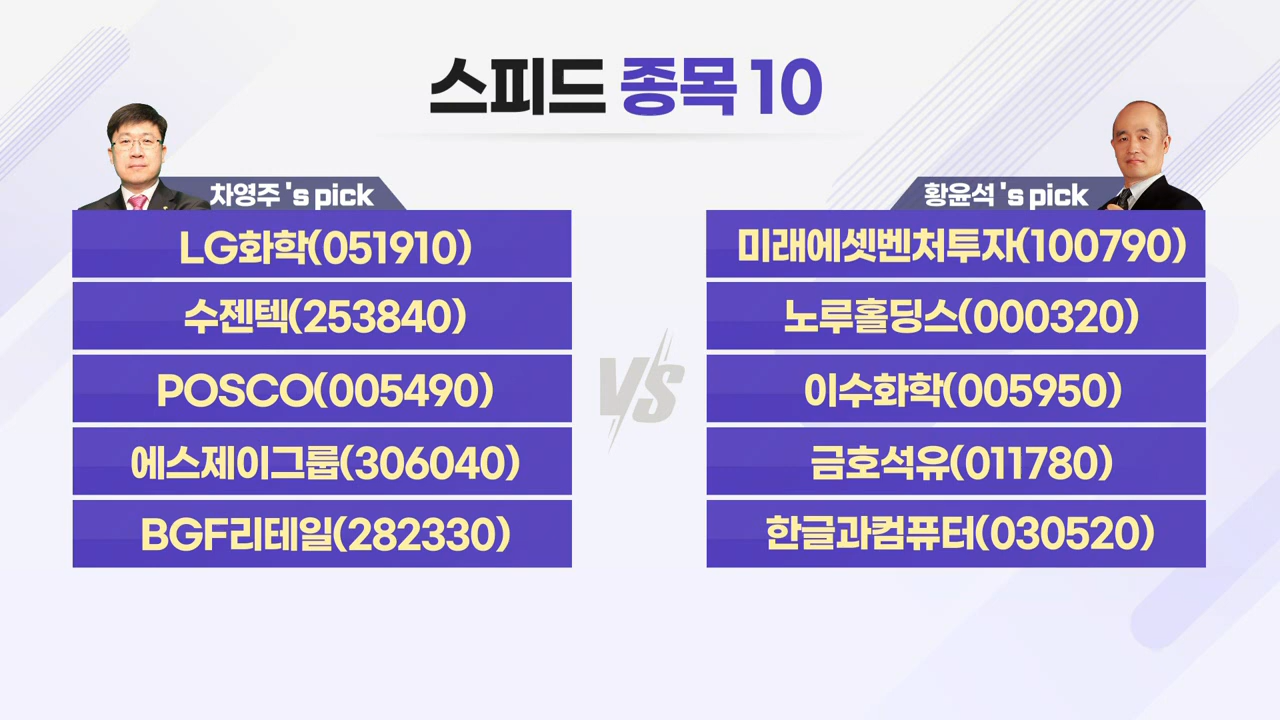 스피드 종목 10
차영주 's pick
LG화학(051910)
수젠텍(253840)
POSCO(005490)
에스제이그룹(306040)
BGF리테일(282330)
VS
황윤석 's pick
미래에셋벤처투자(100790)
노루홀딩스(000320)
이수화학(005950)
금호석유(011780)
한글과컴퓨터(030520)